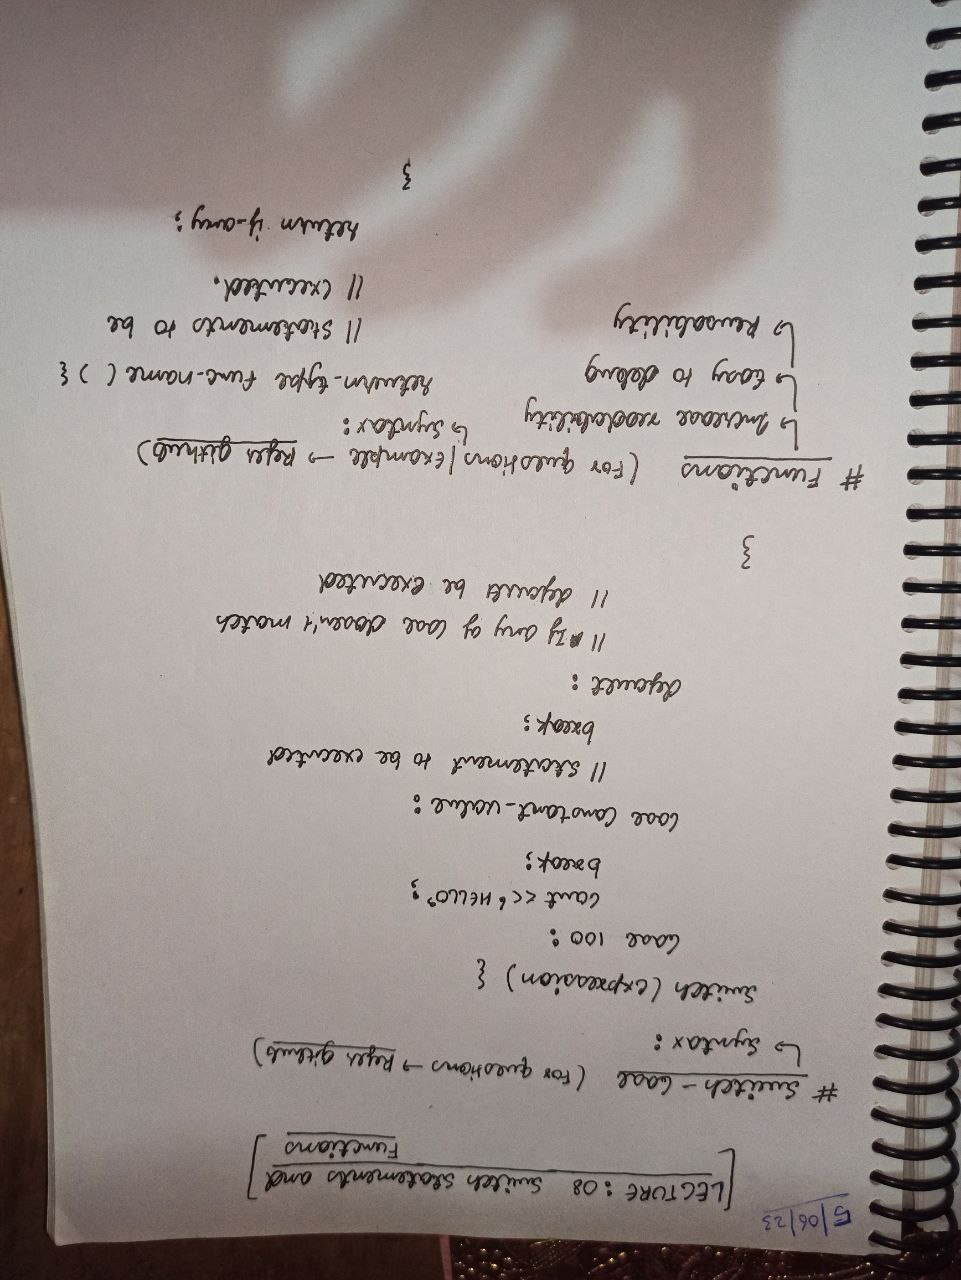 5/06/23
[LECTURE : 08 Switch statements and
Functions]
# Switch - Case (For questions → Refer github)
↳ Syntax :
Switch (expression) {
Case 100 :
cout << 'HELLO';
break;
Case Constant-value :
// Statement to be executed
break;
default :
// If any of case doesn't match
// default be executed
}
# Functions (For questions / example → Refer github)
↳ Increase readability
↳ Easy to debug
↳ Reusability
↳ Syntax :
return-type func-name ( ) {
// Statements to be
// executed.
return if-any ;
}